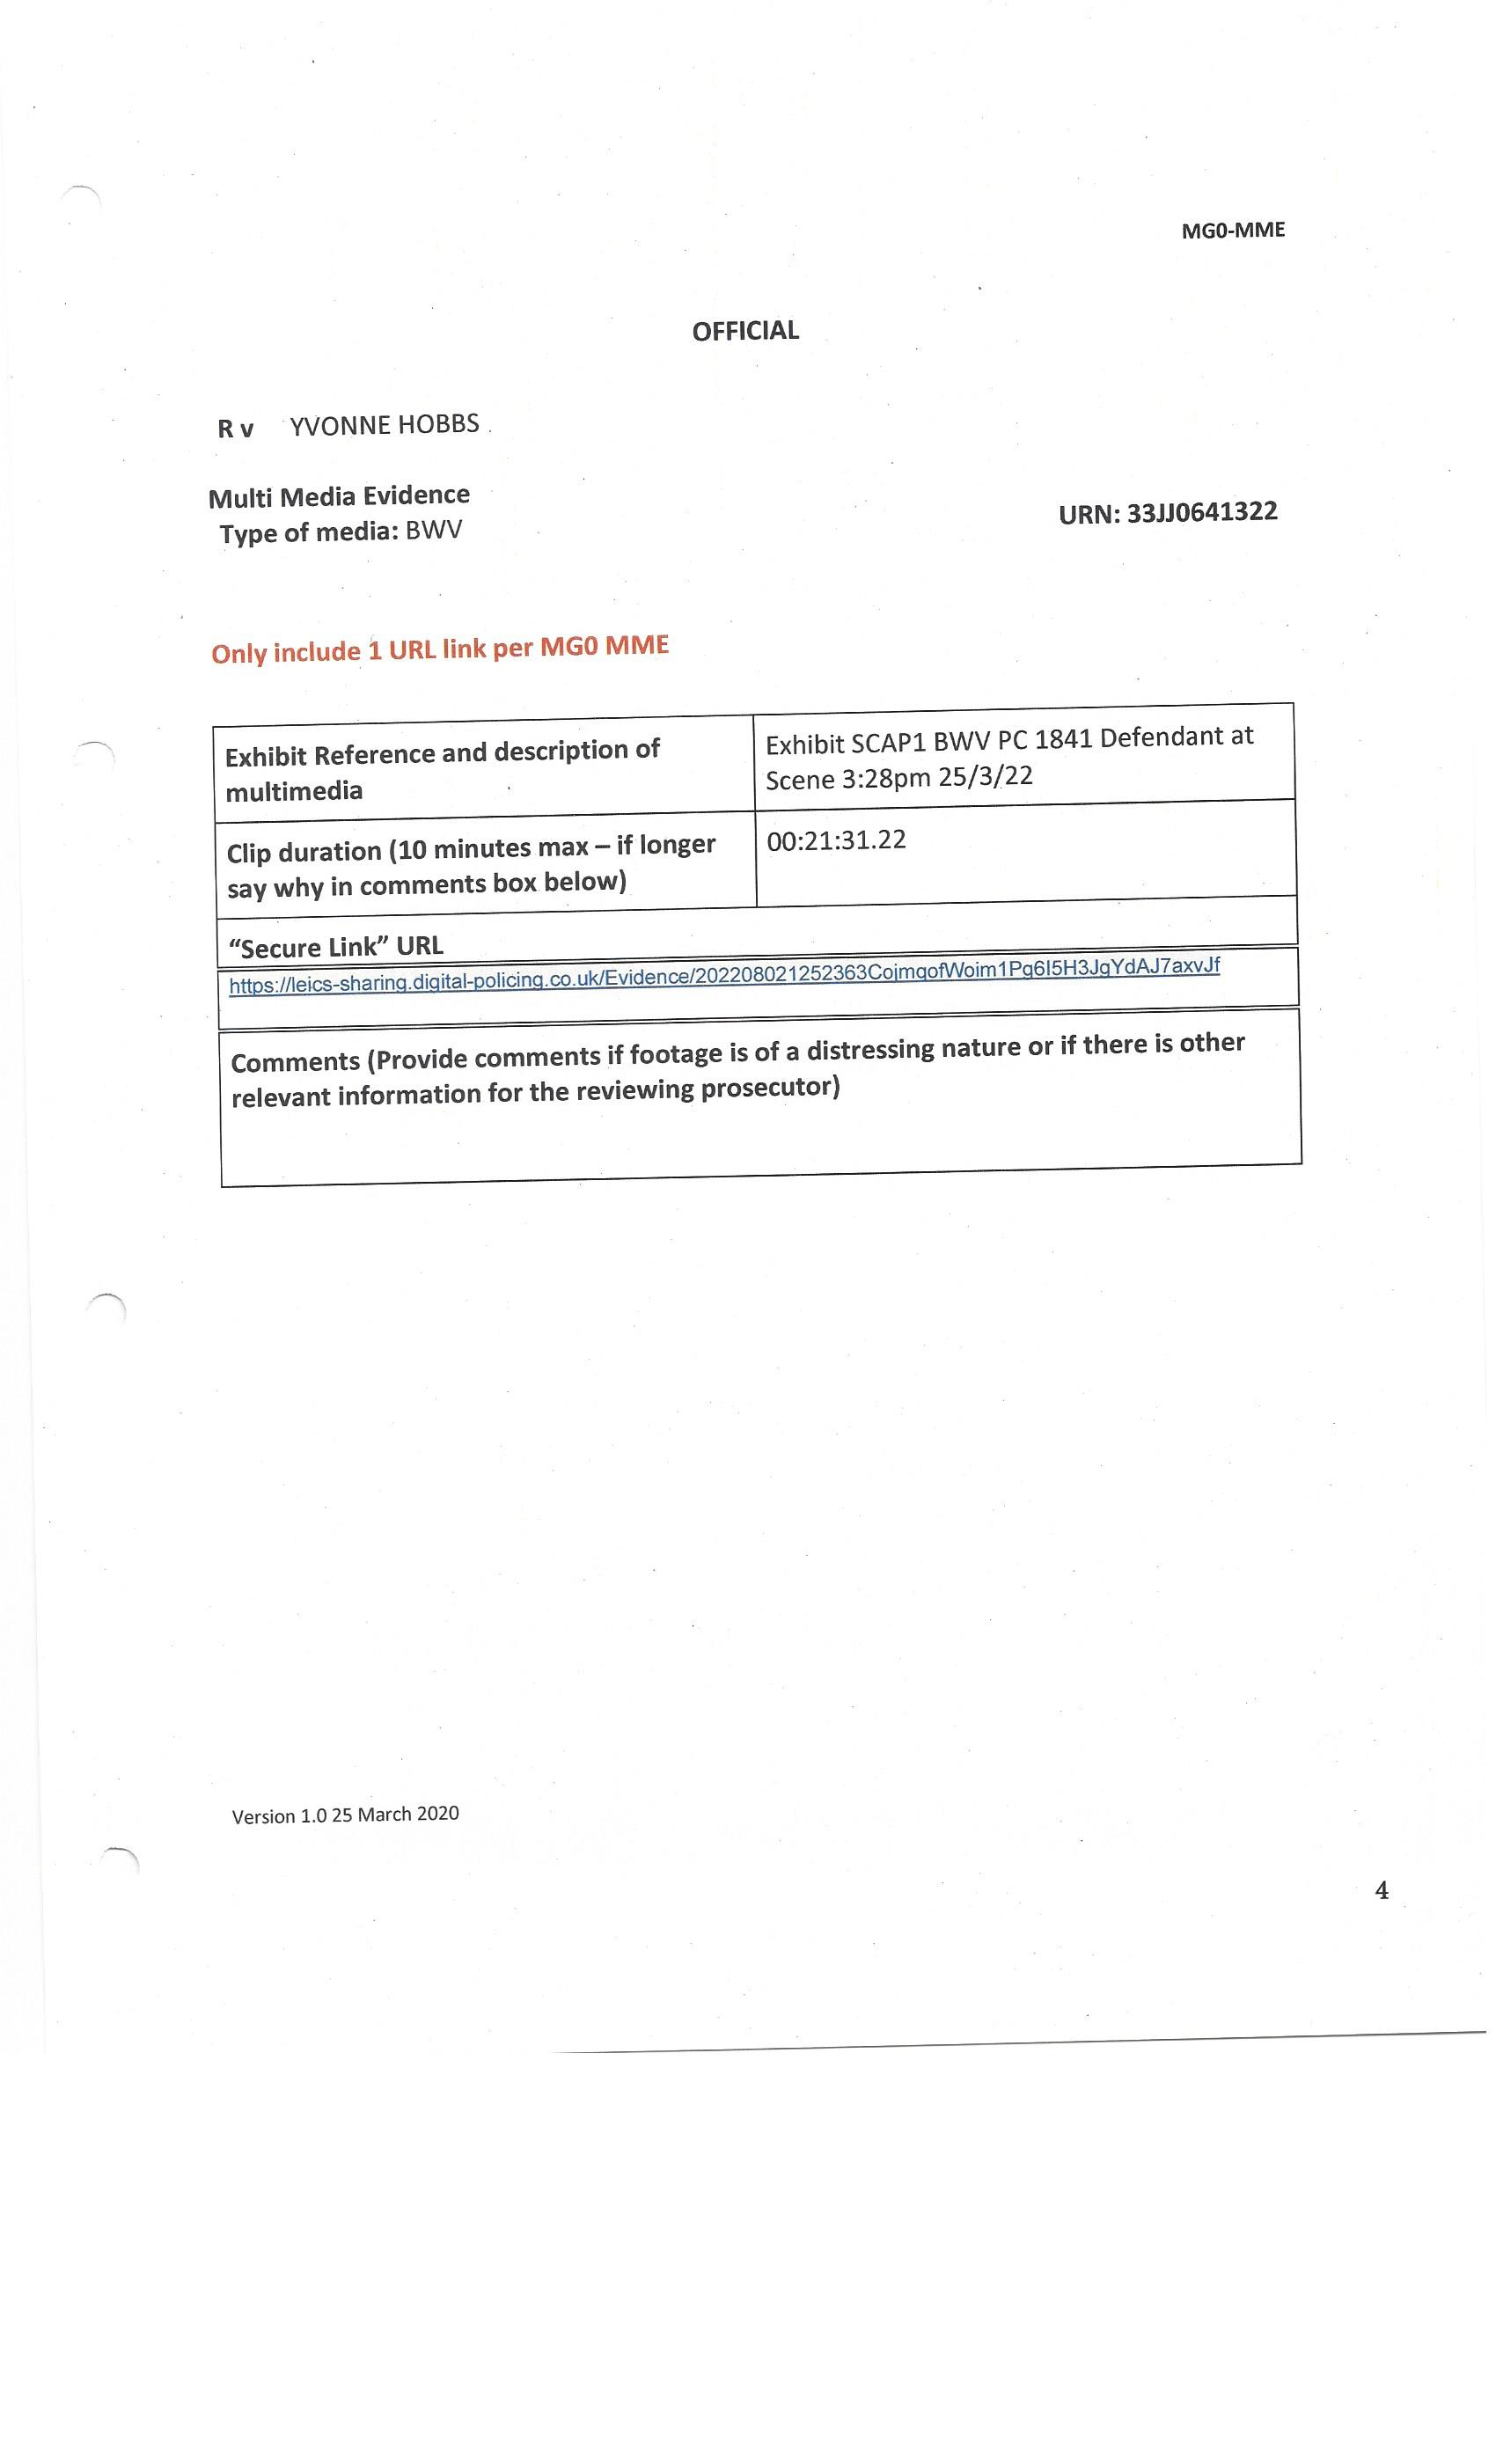 MG0-MME
OFFICIAL
R v YVONNE HOBBS
Multi Media Evidence
Type of media: BWV
URN: 33JJ0641322
Only include 1 URL link per MG0 MME
Exhibit Reference and description of
multimedia
Exhibit SCAP1 BWV PC 1841 Defendant at
Scene 3:28pm 25/3/22
Clip duration (10 minutes max – if longer
say why in comments box below)
00:21:31.22
“Secure Link” URL
https://leics-sharing.digital-policing.co.uk/Evidence/202208021252363CojmqofWoim1Pg6I5H3JgYdAJ7axvJf
Comments (Provide comments if footage is of a distressing nature or if there is other
relevant information for the reviewing prosecutor)
Version 1.0 25 March 2020
4